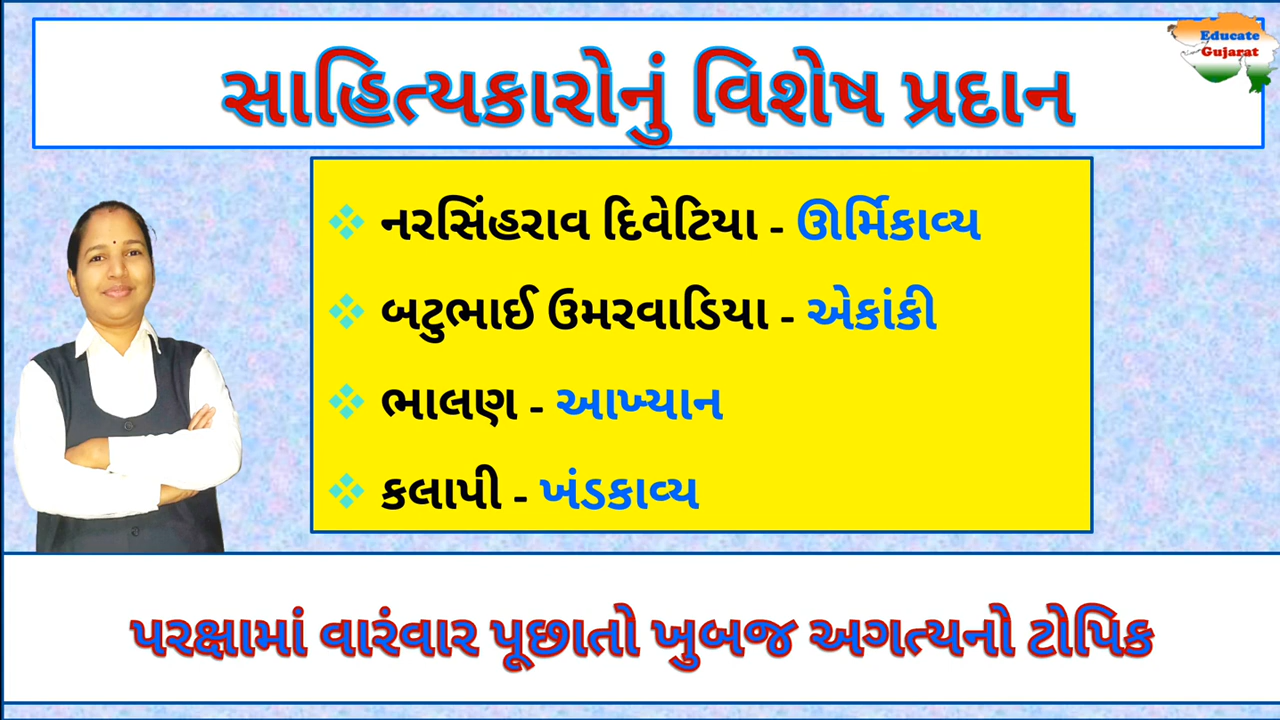 Educate
Gujarat
સાહિત્યકારોનું વિશેષ પ્રદાન
નરસિંહરાવ દિવેટિયા - ઊર્મિકાવ્ય
બટુભાઈ ઉમરવાડિયા - એકાંકી
ભાલણ - આખ્યાન
કલાપી - ખંડકાવ્ય
પરક્ષામાં વારંવાર પૂછાતો ખુબજ અગત્યનો ટોપિક